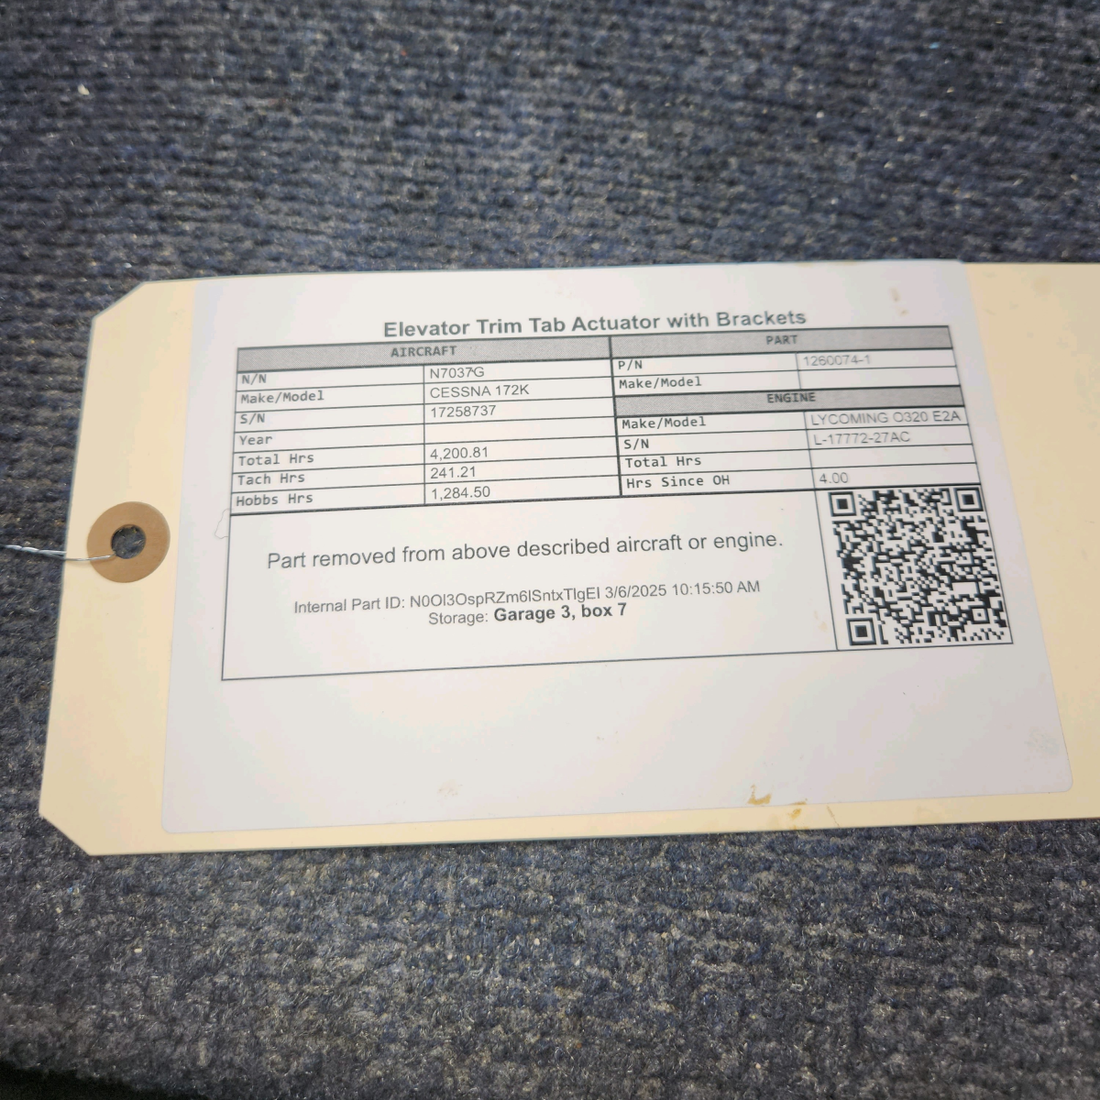 Elevator Trim Tab Actuator with Brackets
AIRCRAFT
N/N N7037G
Make/Model CESSNA 172K
S/N 17258737
Year
Total Hrs 4,200.81
Tach Hrs 241.21
Hobbs Hrs 1,284.50
PART
P/N 1260074-1
Make/Model
ENGINE
Make/Model LYCOMING O320 E2A
S/N L-17772-27AC
Total Hrs
Hrs Since OH 4.00
Part removed from above described aircraft or engine.
Internal Part ID: N0OI3OspRZm6lSntxTlgEI 3/6/2025 10:15:50 AM
Storage: Garage 3, box 7